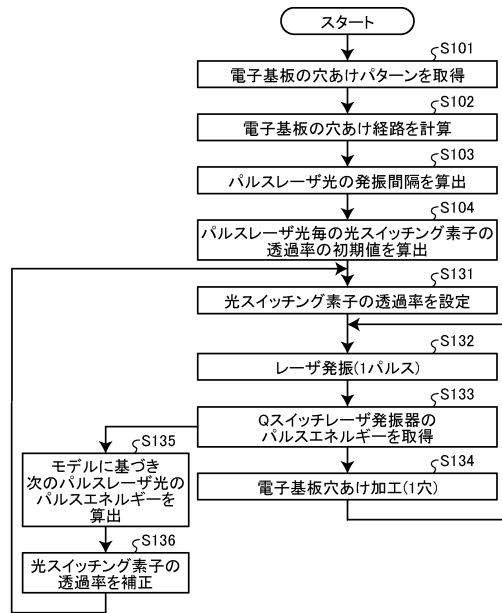 スタート
S101
電子基板の穴あけパターンを取得
S102
電子基板の穴あけ経路を計算
S103
パルスレーザ光の発振間隔を算出
S104
パルスレーザ光毎の光スイッチング素子の
透過率の初期値を算出
S131
光スイッチング素子の透過率を設定
S132
レーザ発振(1パルス)
S133
Qスイッチレーザ発振器の
パルスエネルギーを取得
S134
電子基板穴あけ加工(1穴)
S135
モデルに基づき
次のパルスレーザ光の
パルスエネルギーを
算出
S136
光スイッチング素子の
透過率を補正